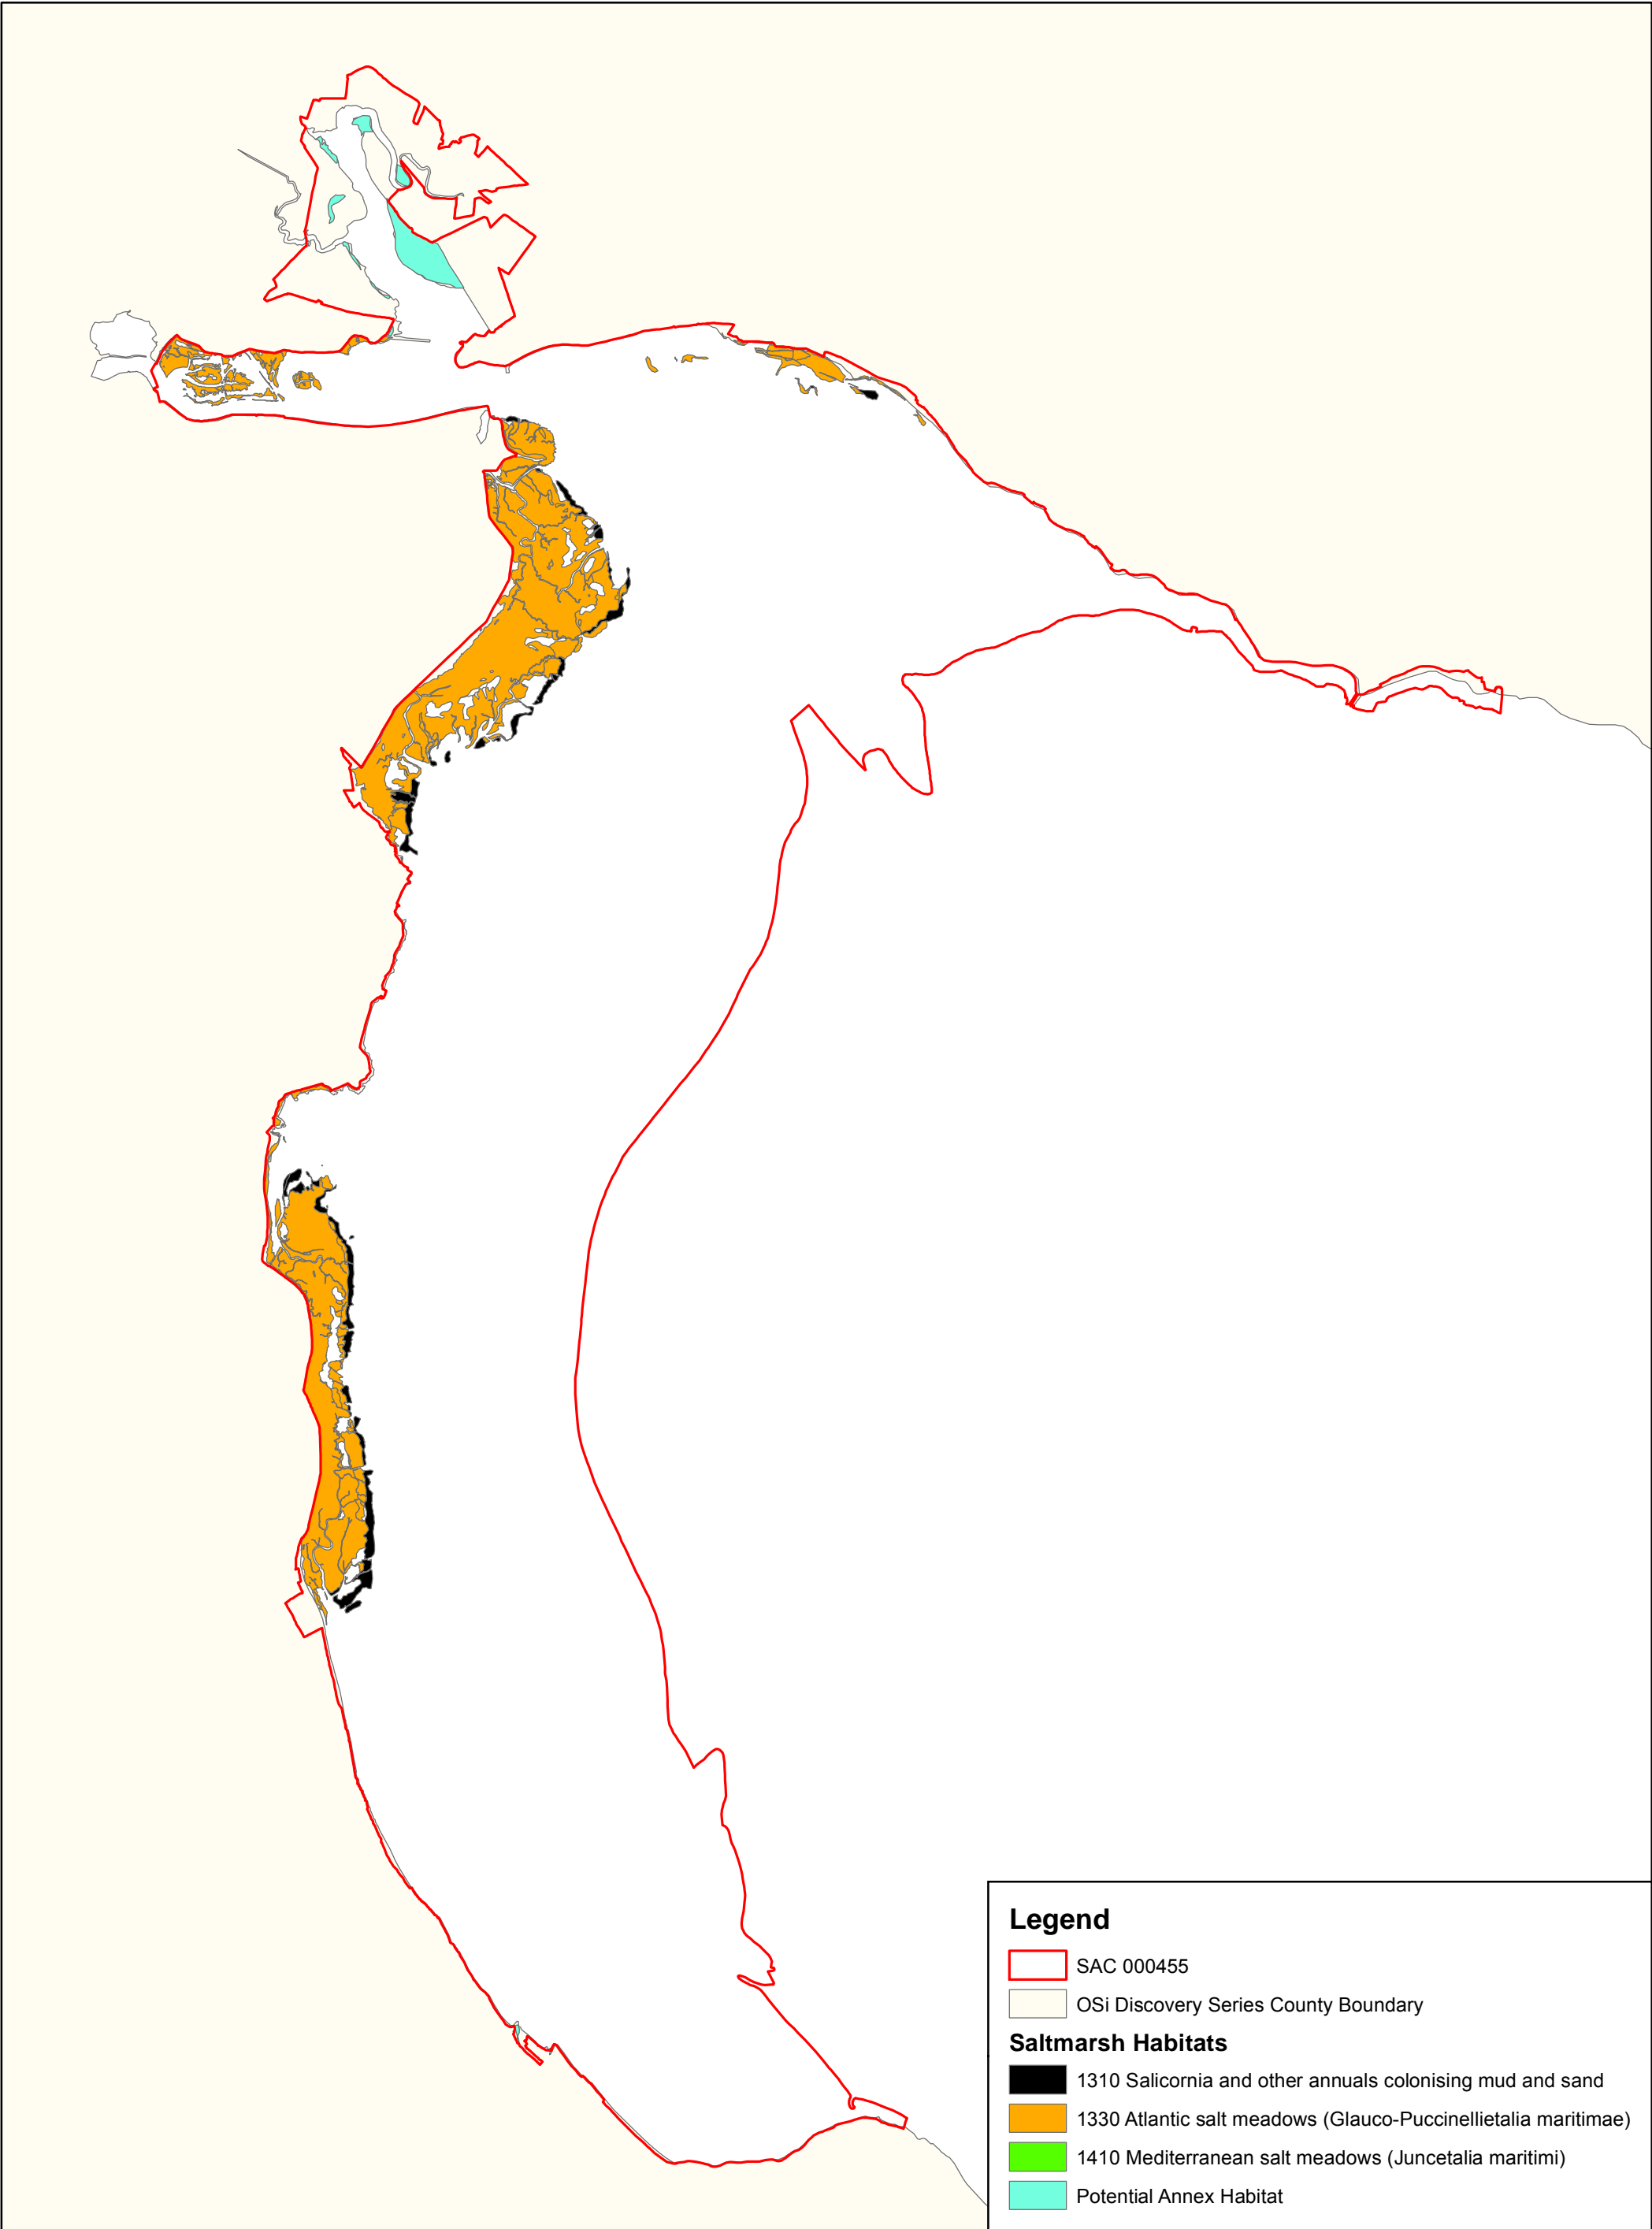 Legend
SAC 000455
OSi Discovery Series County Boundary
Saltmarsh Habitats
1310 Salicornia and other annuals colonising mud and sand
1330 Atlantic salt meadows (Glauco-Puccinellietalia maritimae)
1410 Mediterranean salt meadows (Juncetalia maritimi)
Potential Annex Habitat